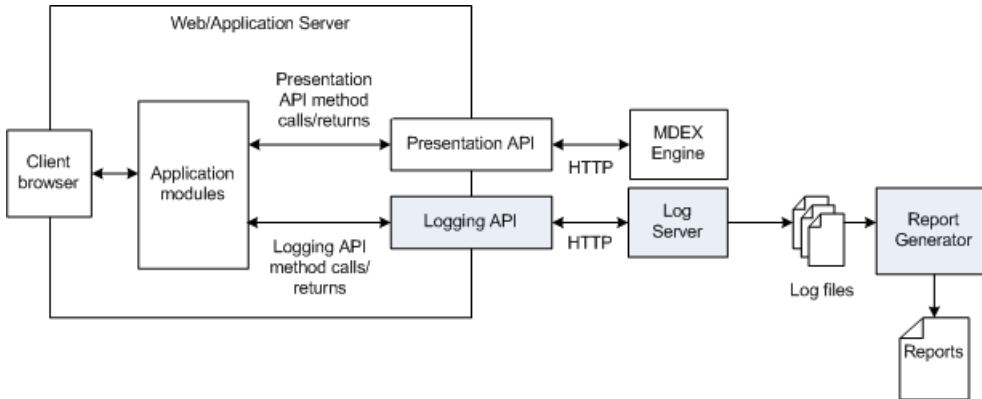 Web/Application Server
Presentation
API method
calls/returns
Client
browser
Application
modules
Presentation API
HTTP
MDEX
Engine
Logging API
method calls/
returns
Logging API
HTTP
Log
Server
Log files
Report
Generator
Reports